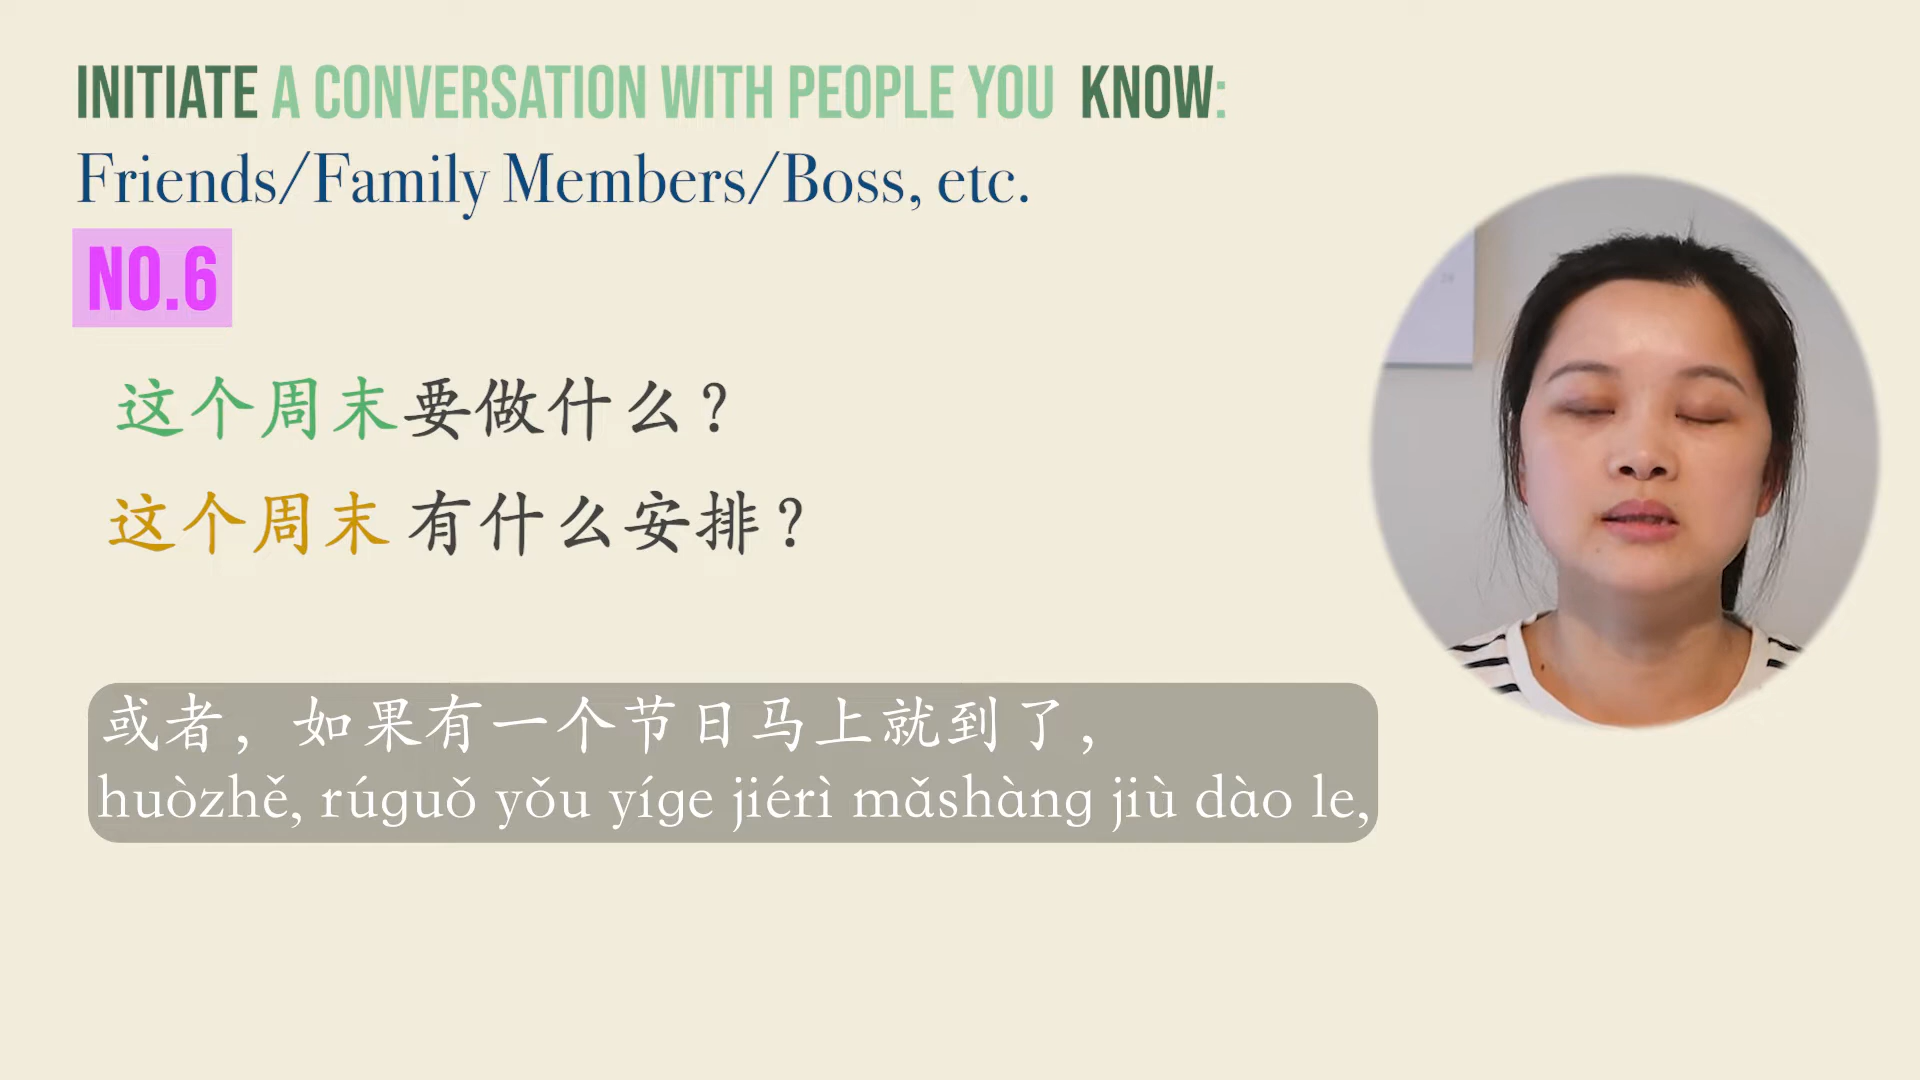 INITIATE A CONVERSATION WITH PEOPLE YOU KNOW:
Friends/Family Members/Boss, etc.
NO.6
这个周末要做什么？
这个周末有什么安排？
或者，如果有一个节日马上就到了，
huòzhě, rúguǒ yǒu yíge jiérì mǎshàng jiù dào le,